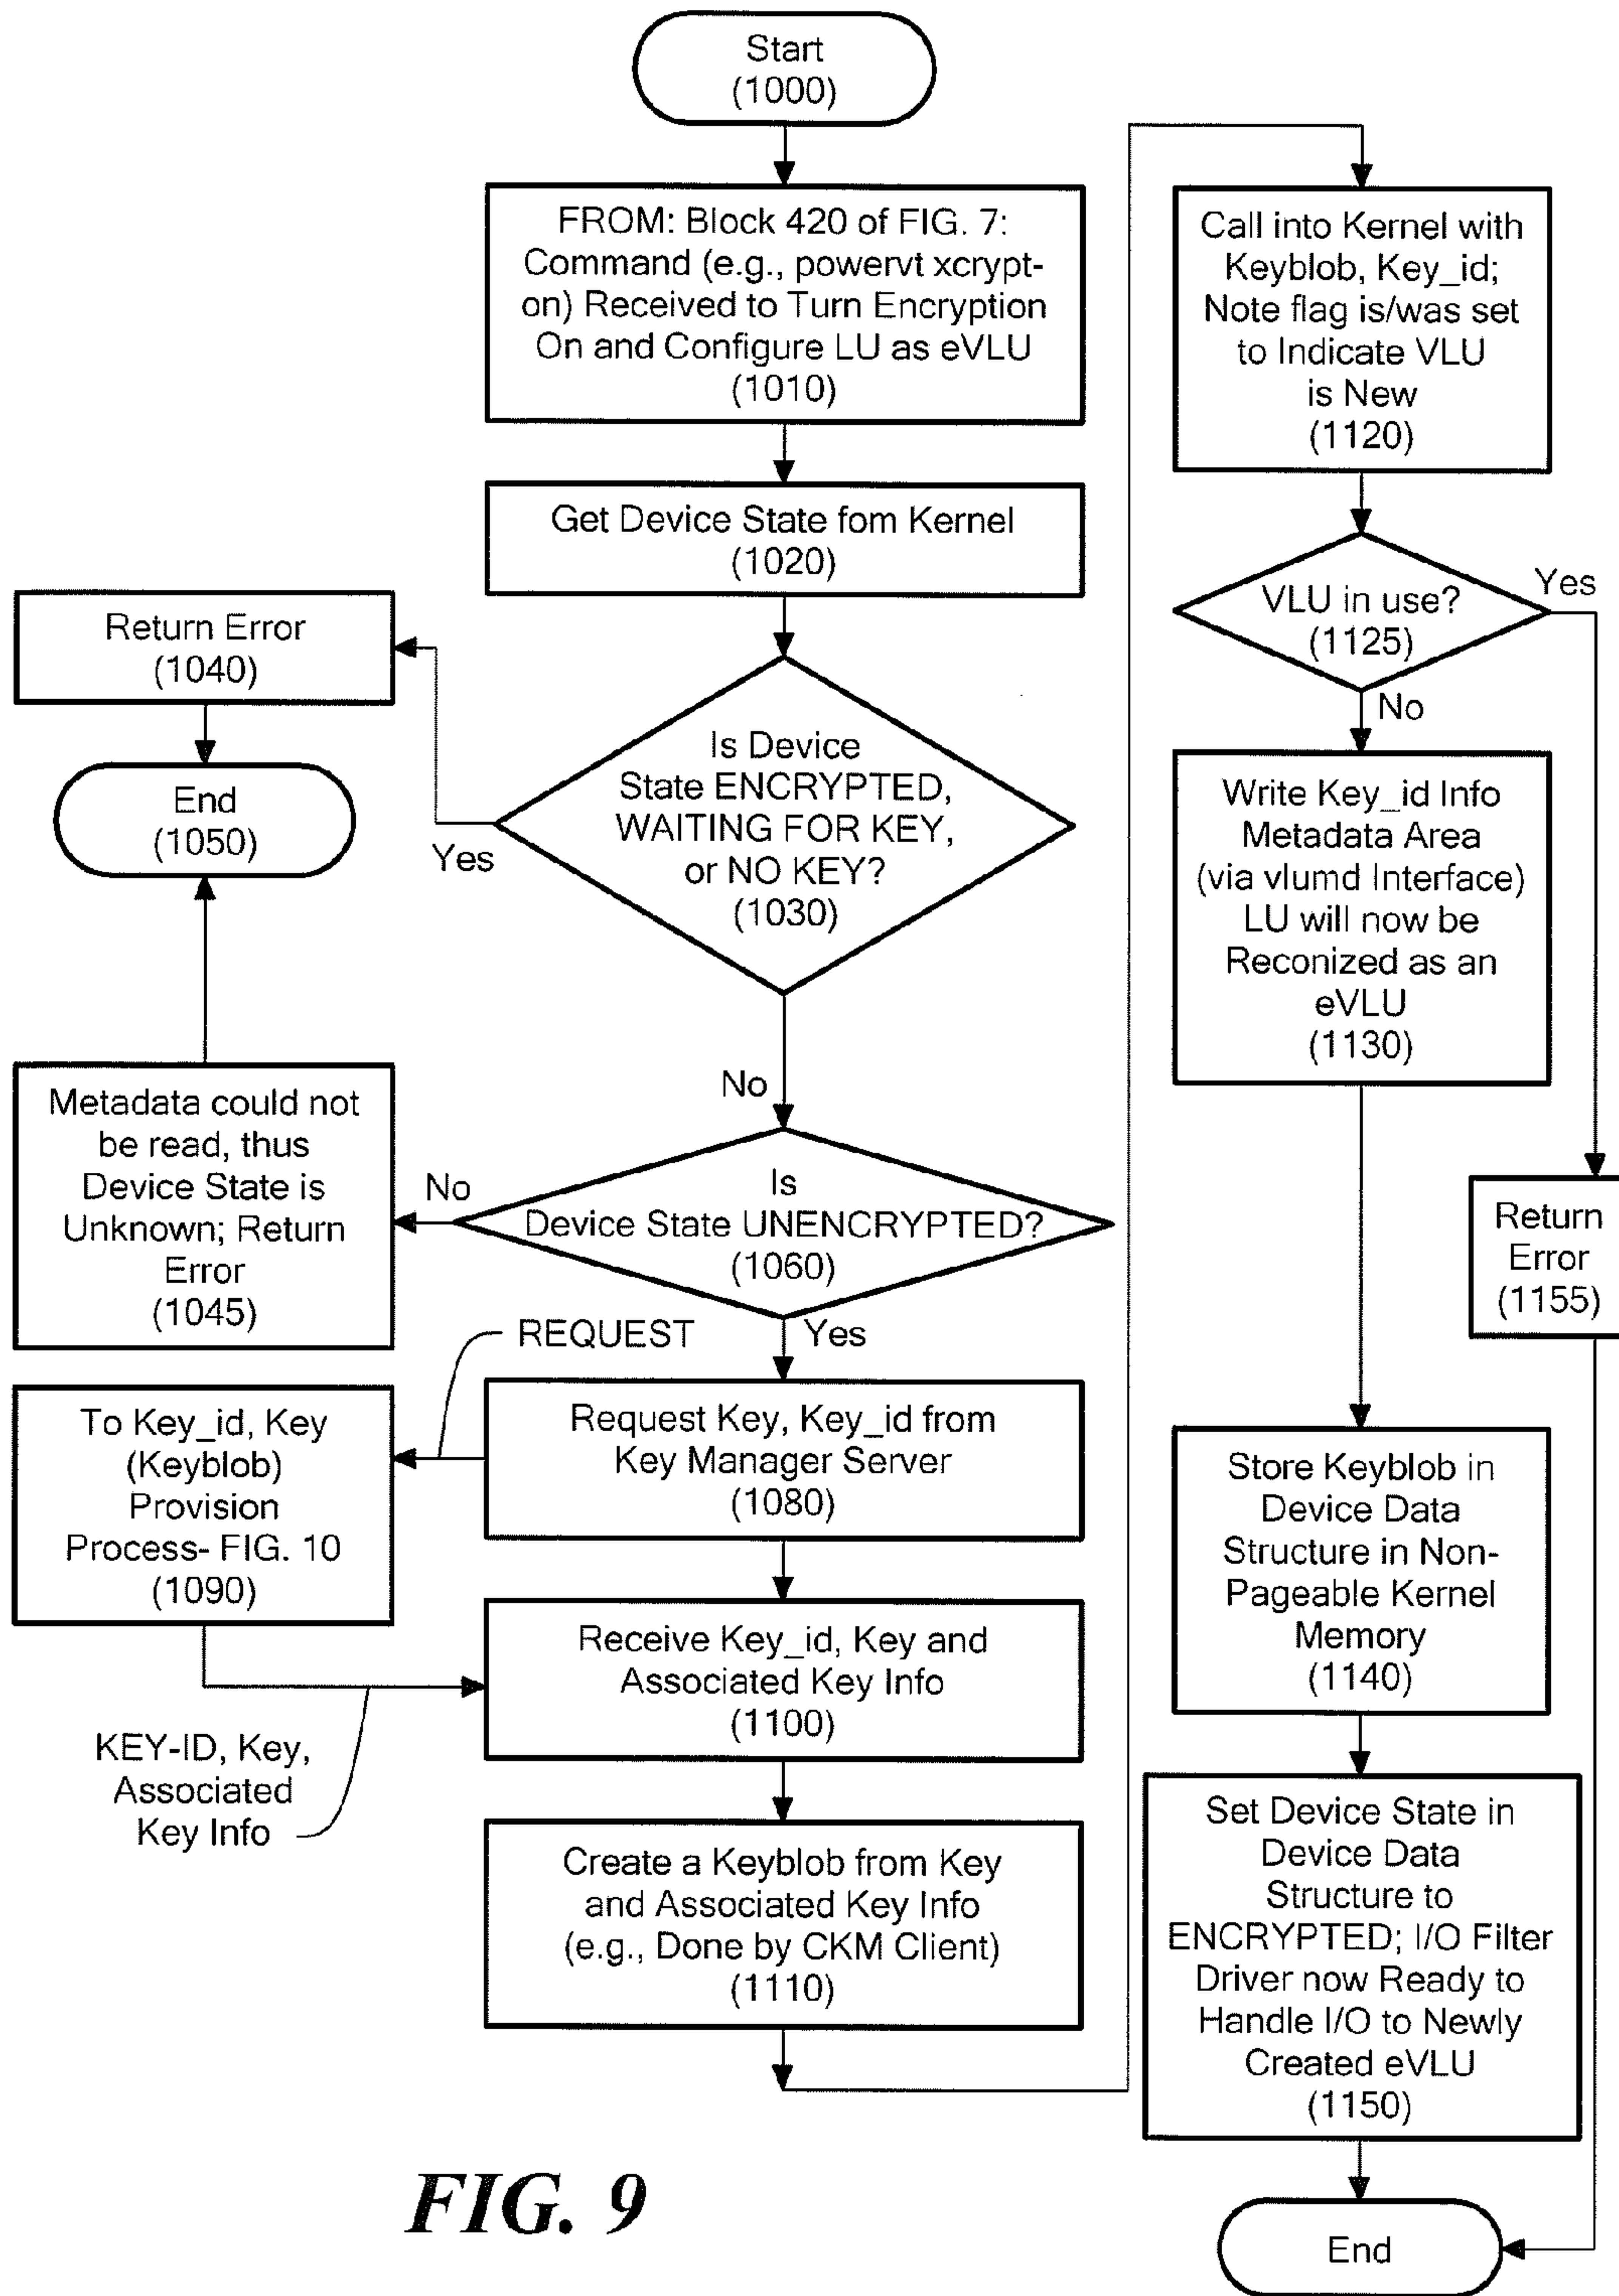 Start
(1000)
FROM: Block 420 of FIG. 7:
Command (e.g., powervt xcrypt-
on) Received to Turn Encryption
On and Configure LU as eVLU
(1010)
Get Device State fom Kernel
(1020)
Return Error
(1040)
End
(1050)
Is Device
State ENCRYPTED,
WAITING FOR KEY,
or NO KEY?
(1030)
Yes
No
Metadata could not
be read, thus
Device State is
Unknown; Return
Error
(1045)
No
Is
Device State UNENCRYPTED?
(1060)
Yes
REQUEST
To Key_id, Key
(Keyblob)
Provision
Process- FIG. 10
(1090)
Request Key, Key_id from
Key Manager Server
(1080)
Receive Key_id, Key and
Associated Key Info
(1100)
KEY-ID, Key,
Associated
Key Info
Create a Keyblob from Key
and Associated Key Info
(e.g., Done by CKM Client)
(1110)
Call into Kernel with
Keyblob, Key_id;
Note flag is/was set
to Indicate VLU
is New
(1120)
VLU in use?
(1125)
Yes
No
Write Key_id Info
Metadata Area
(via vlumd Interface)
LU will now be
Reconized as an
eVLU
(1130)
Return
Error
(1155)
Store Keyblob in
Device Data
Structure in Non-
Pageable Kernel
Memory
(1140)
Set Device State in
Device Data
Structure to
ENCRYPTED; I/O Filter
Driver now Ready to
Handle I/O to Newly
Created eVLU
(1150)
End
FIG. 9